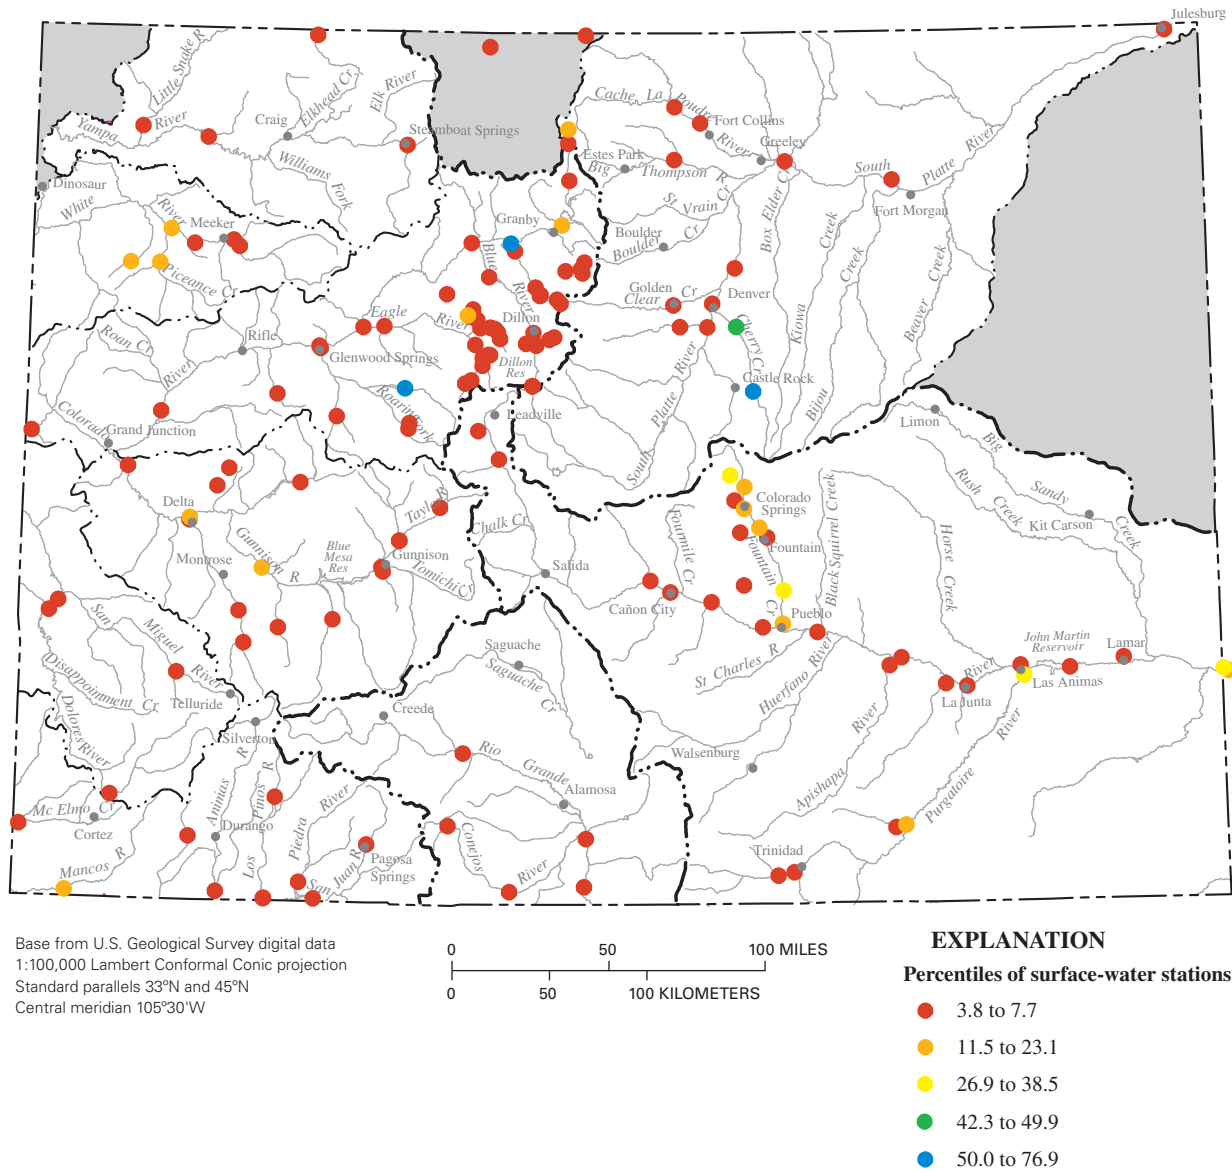 Julesburg
Little Snake R
Elkhead Cr
Elk River
Cache La Poudre River
Fort Collins
Craig
Yampa River
Steamboat Springs
Greeley
Estes Park
Big Thompson R
South Platte River
Williams Fork
Dinosaur
St Vrain Cr
Fort Morgan
White River
Meeker
Granby
Boulder
Boulder Cr
Box Elder Cr
Kiowa Creek
Bijou Creek
Beaver Creek
Piceance Cr
Blue River
Golden
Clear Cr
Denver
Eagle River
Dillon
Cherry Cr
Roan Cr
Rifle
Glenwood Springs
Dillon
Res
Castle Rock
Roaring Fork
South Platte River
Leadville
Limon
Colorado River
Grand Junction
Big Sandy Creek
Rush Creek
Delta
Taylor R
Chalk Cr
Fourmile Cr
Colorado
Springs
Black Squirrel Creek
Kit Carson
Horse Creek
Montrose
Gunnison R
Blue
Mesa
Res
Gunnison
Tomichi Cr
Salida
Fountain
Fountain Cr
Cañon City
Pueblo
San Miguel River
Saguache
Saguache Cr
John Martin
Reservoir
Lamar
Disappointment Cr
St Charles R
Huerfano River
River
Las Animas
La Junta
Telluride
Dolores River
Creede
Silverton
Walsenburg
Rio Grande
Apishapa River
Purgatoire River
Alamosa
Animas R
Los Pinos R
Piedra River
Mc Elmo Cr
Cortez
Durango
Conejos River
Trinidad
Mancos R
San Juan R
Pagosa
Springs
Base from U.S. Geological Survey digital data
1:100,000 Lambert Conformal Conic projection
Standard parallels 33°N and 45°N
Central meridian 105°30'W
0 50 100 MILES
0 50 100 KILOMETERS
EXPLANATION
Percentiles of surface-water stations
3.8 to 7.7
11.5 to 23.1
26.9 to 38.5
42.3 to 49.9
50.0 to 76.9